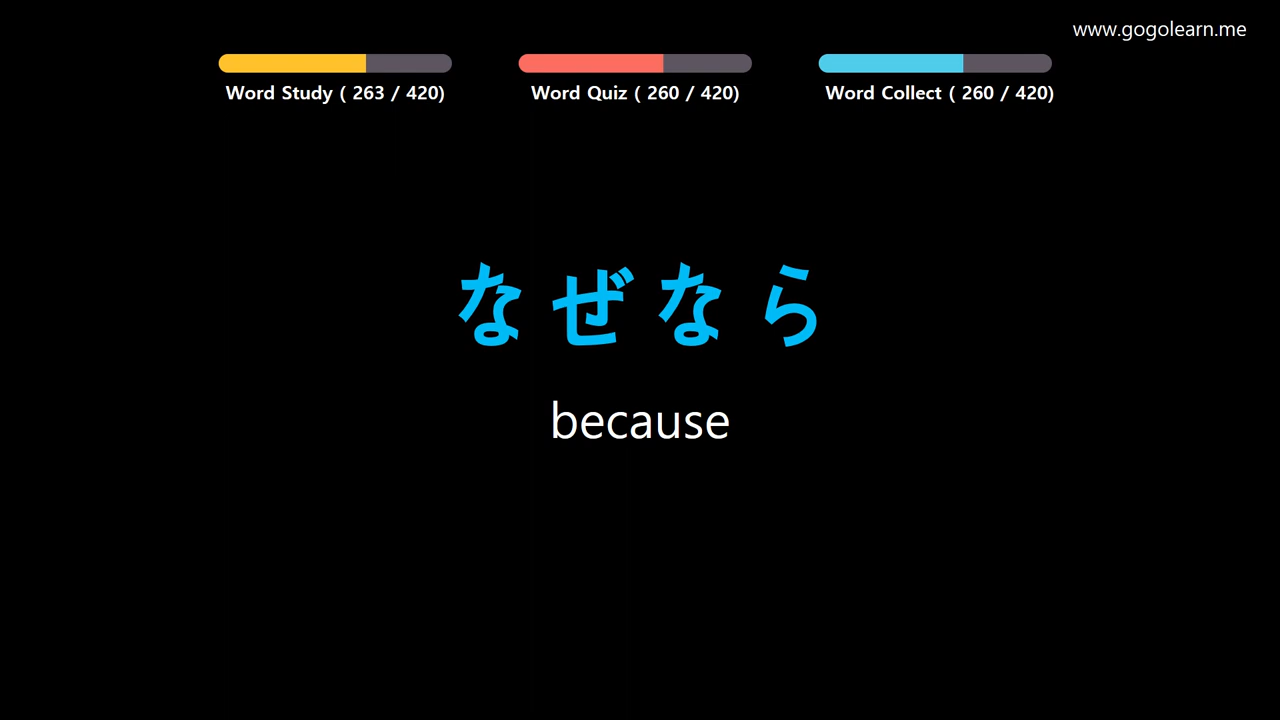 www.gogolearn.me
Word Study ( 263 / 420)
Word Quiz ( 260 / 420)
Word Collect ( 260 / 420)
なぜなら
because